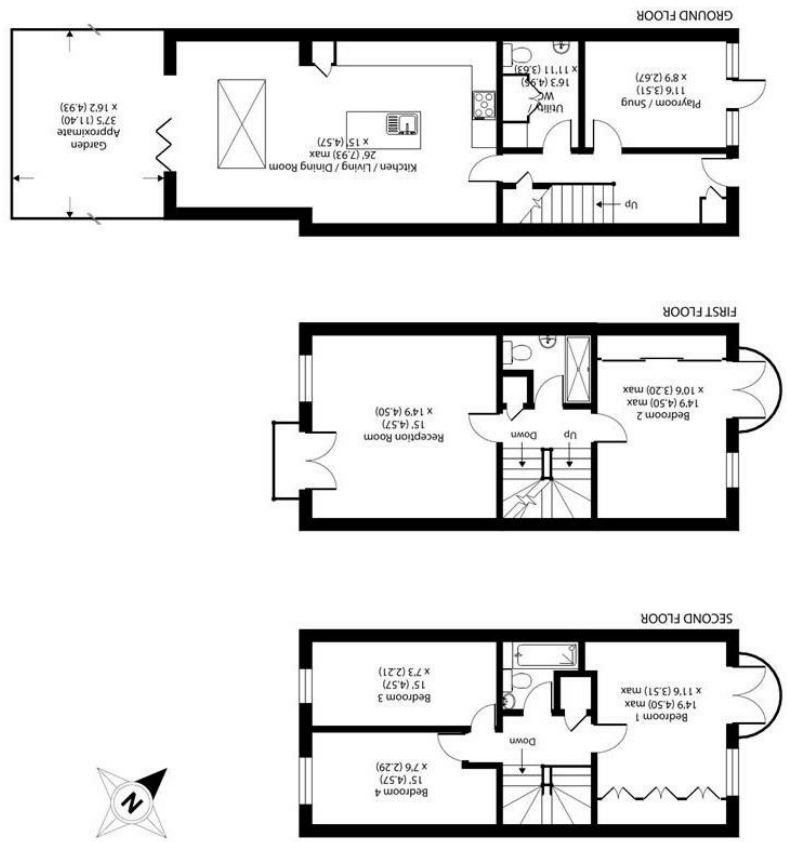 N
Bedroom 4
15' (4.57)
x 7'6 (2.29)
Down
Bedroom 1
14'9 (4.50) max
x 11'6 (3.51) max
Bedroom 3
15' (4.57)
x 7'3 (2.21)
SECOND FLOOR
Up
Down
Reception Room
15' (4.57)
x 14'9 (4.50)
Bedroom 2
14'9 (4.50) max
x 10'6 (3.20) max
FIRST FLOOR
Up
Kitchen / Living / Dining Room
26' (7.93) max
x 15' (4.57)
Garden
Approximate
37'5 (11.40)
x 16'2 (4.93)
Playroom / Snug
11'6 (3.51)
x 8'9 (2.67)
Utility
WC
16'3 (4.96)
x 11'11 (3.63)
GROUND FLOOR